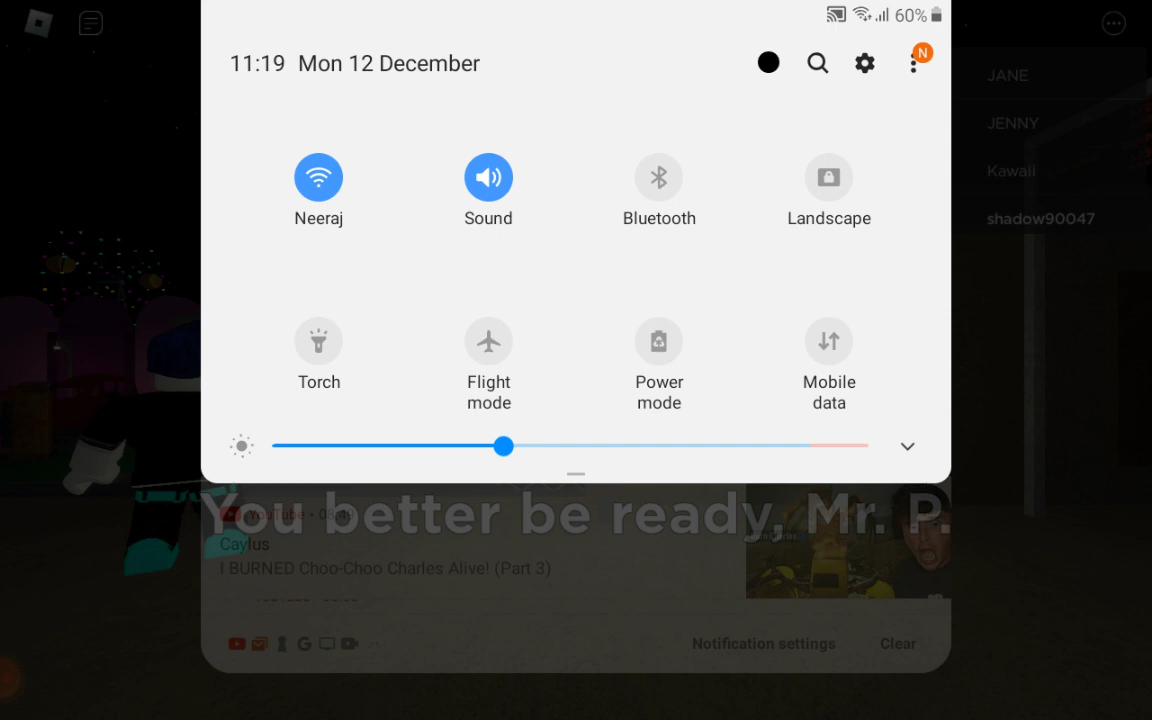 60%
11:19 Mon 12 December
N
JANE
JENNY
Kawaii
shadow90047
Neeraj
Sound
Bluetooth
Landscape
Torch
Flight
mode
Power
mode
Mobile
data
You better be ready, Mr. P.
YouTube • 08:49
Caylus
I BURNED Choo-Choo Charles Alive! (Part 3)
Notification settings
Clear